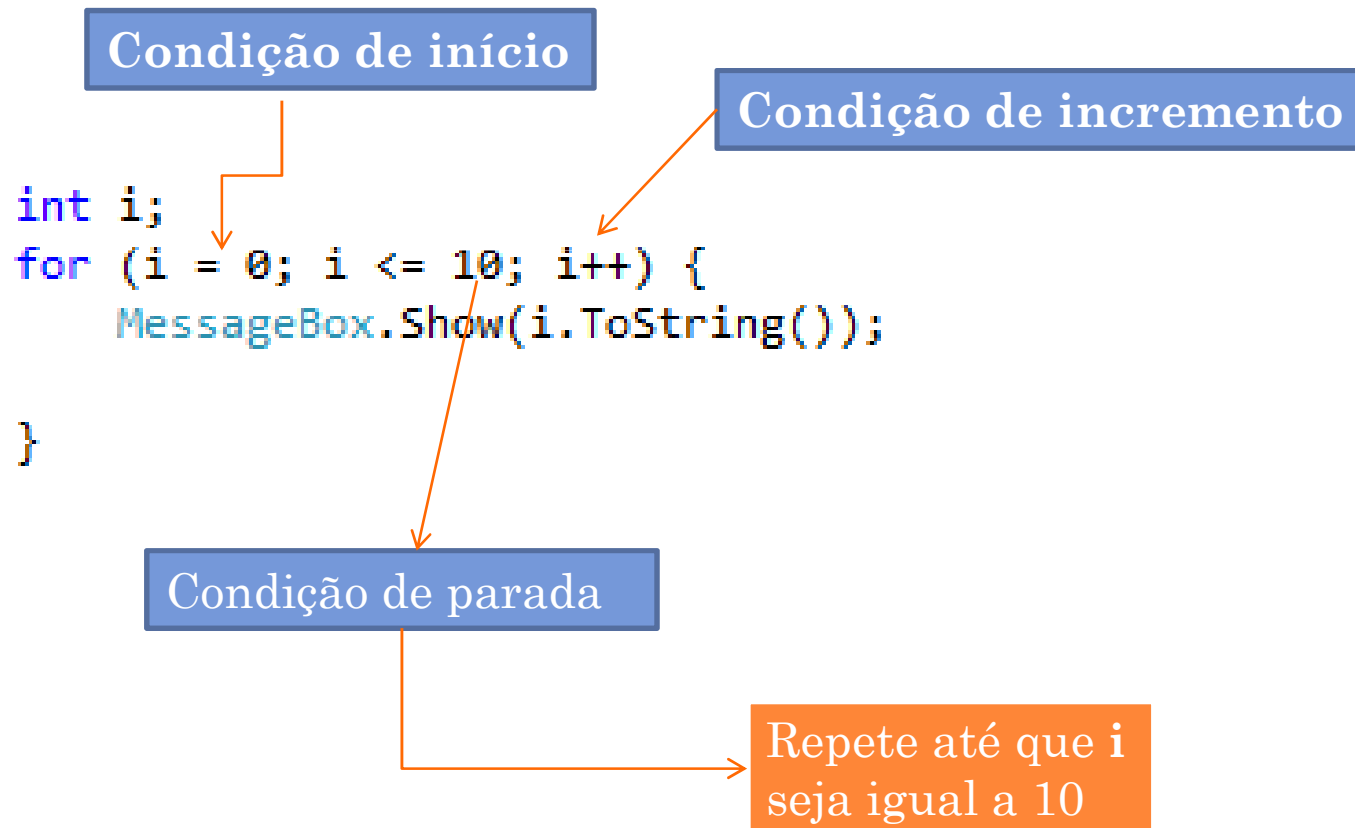 Condição de início
Condição de incremento
int i;
for (i = 0; i <= 10; i++) {
MessageBox.Show(i.ToString());
}
Condição de parada
Repete até que i
seja igual a 10